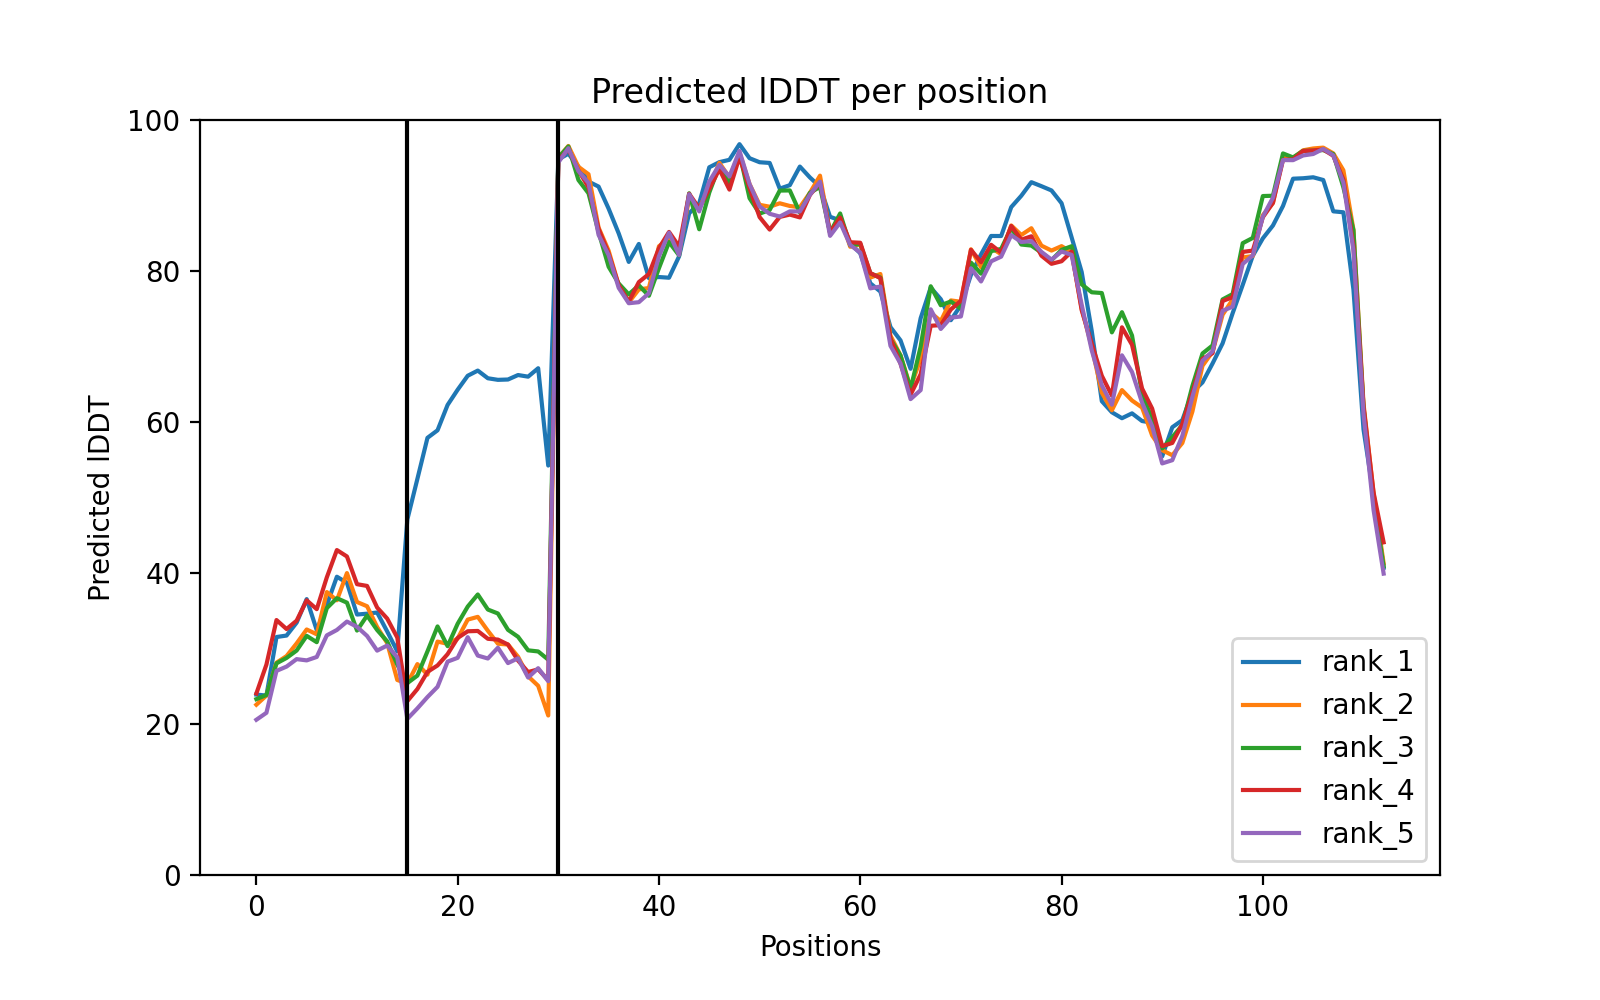 Predicted lDDT per position
100
80
60
40
20
0
Predicted lDDT
0 20 40 60 80 100
Positions
rank_1
rank_2
rank_3
rank_4
rank_5